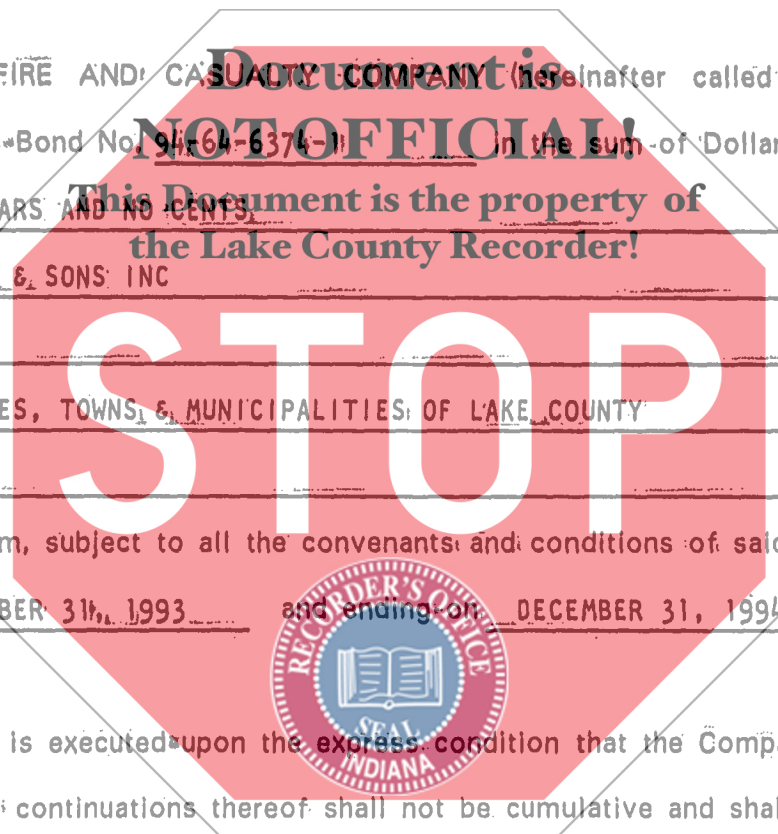 Document is
FIRE AND CASUALTY COMPANY (hereinafter called
NOT OFFICIAL!
Bond No. 94-64-6374-1 in the sum of Dollar
This Document is the property of
ARS AND NO CENTS
the Lake County Recorder!
& SONS INC
STOP
ES, TOWNS & MUNICIPALITIES OF LAKE COUNTY
m, subject to all the convenants and conditions of said
BER 31, 1993 and ending on DECEMBER 31, 1994
RECORDER'S OFFICE
SEAL
INDIANA
is executed upon the express condition that the Compa
continuations thereof shall not be cumulative and shal